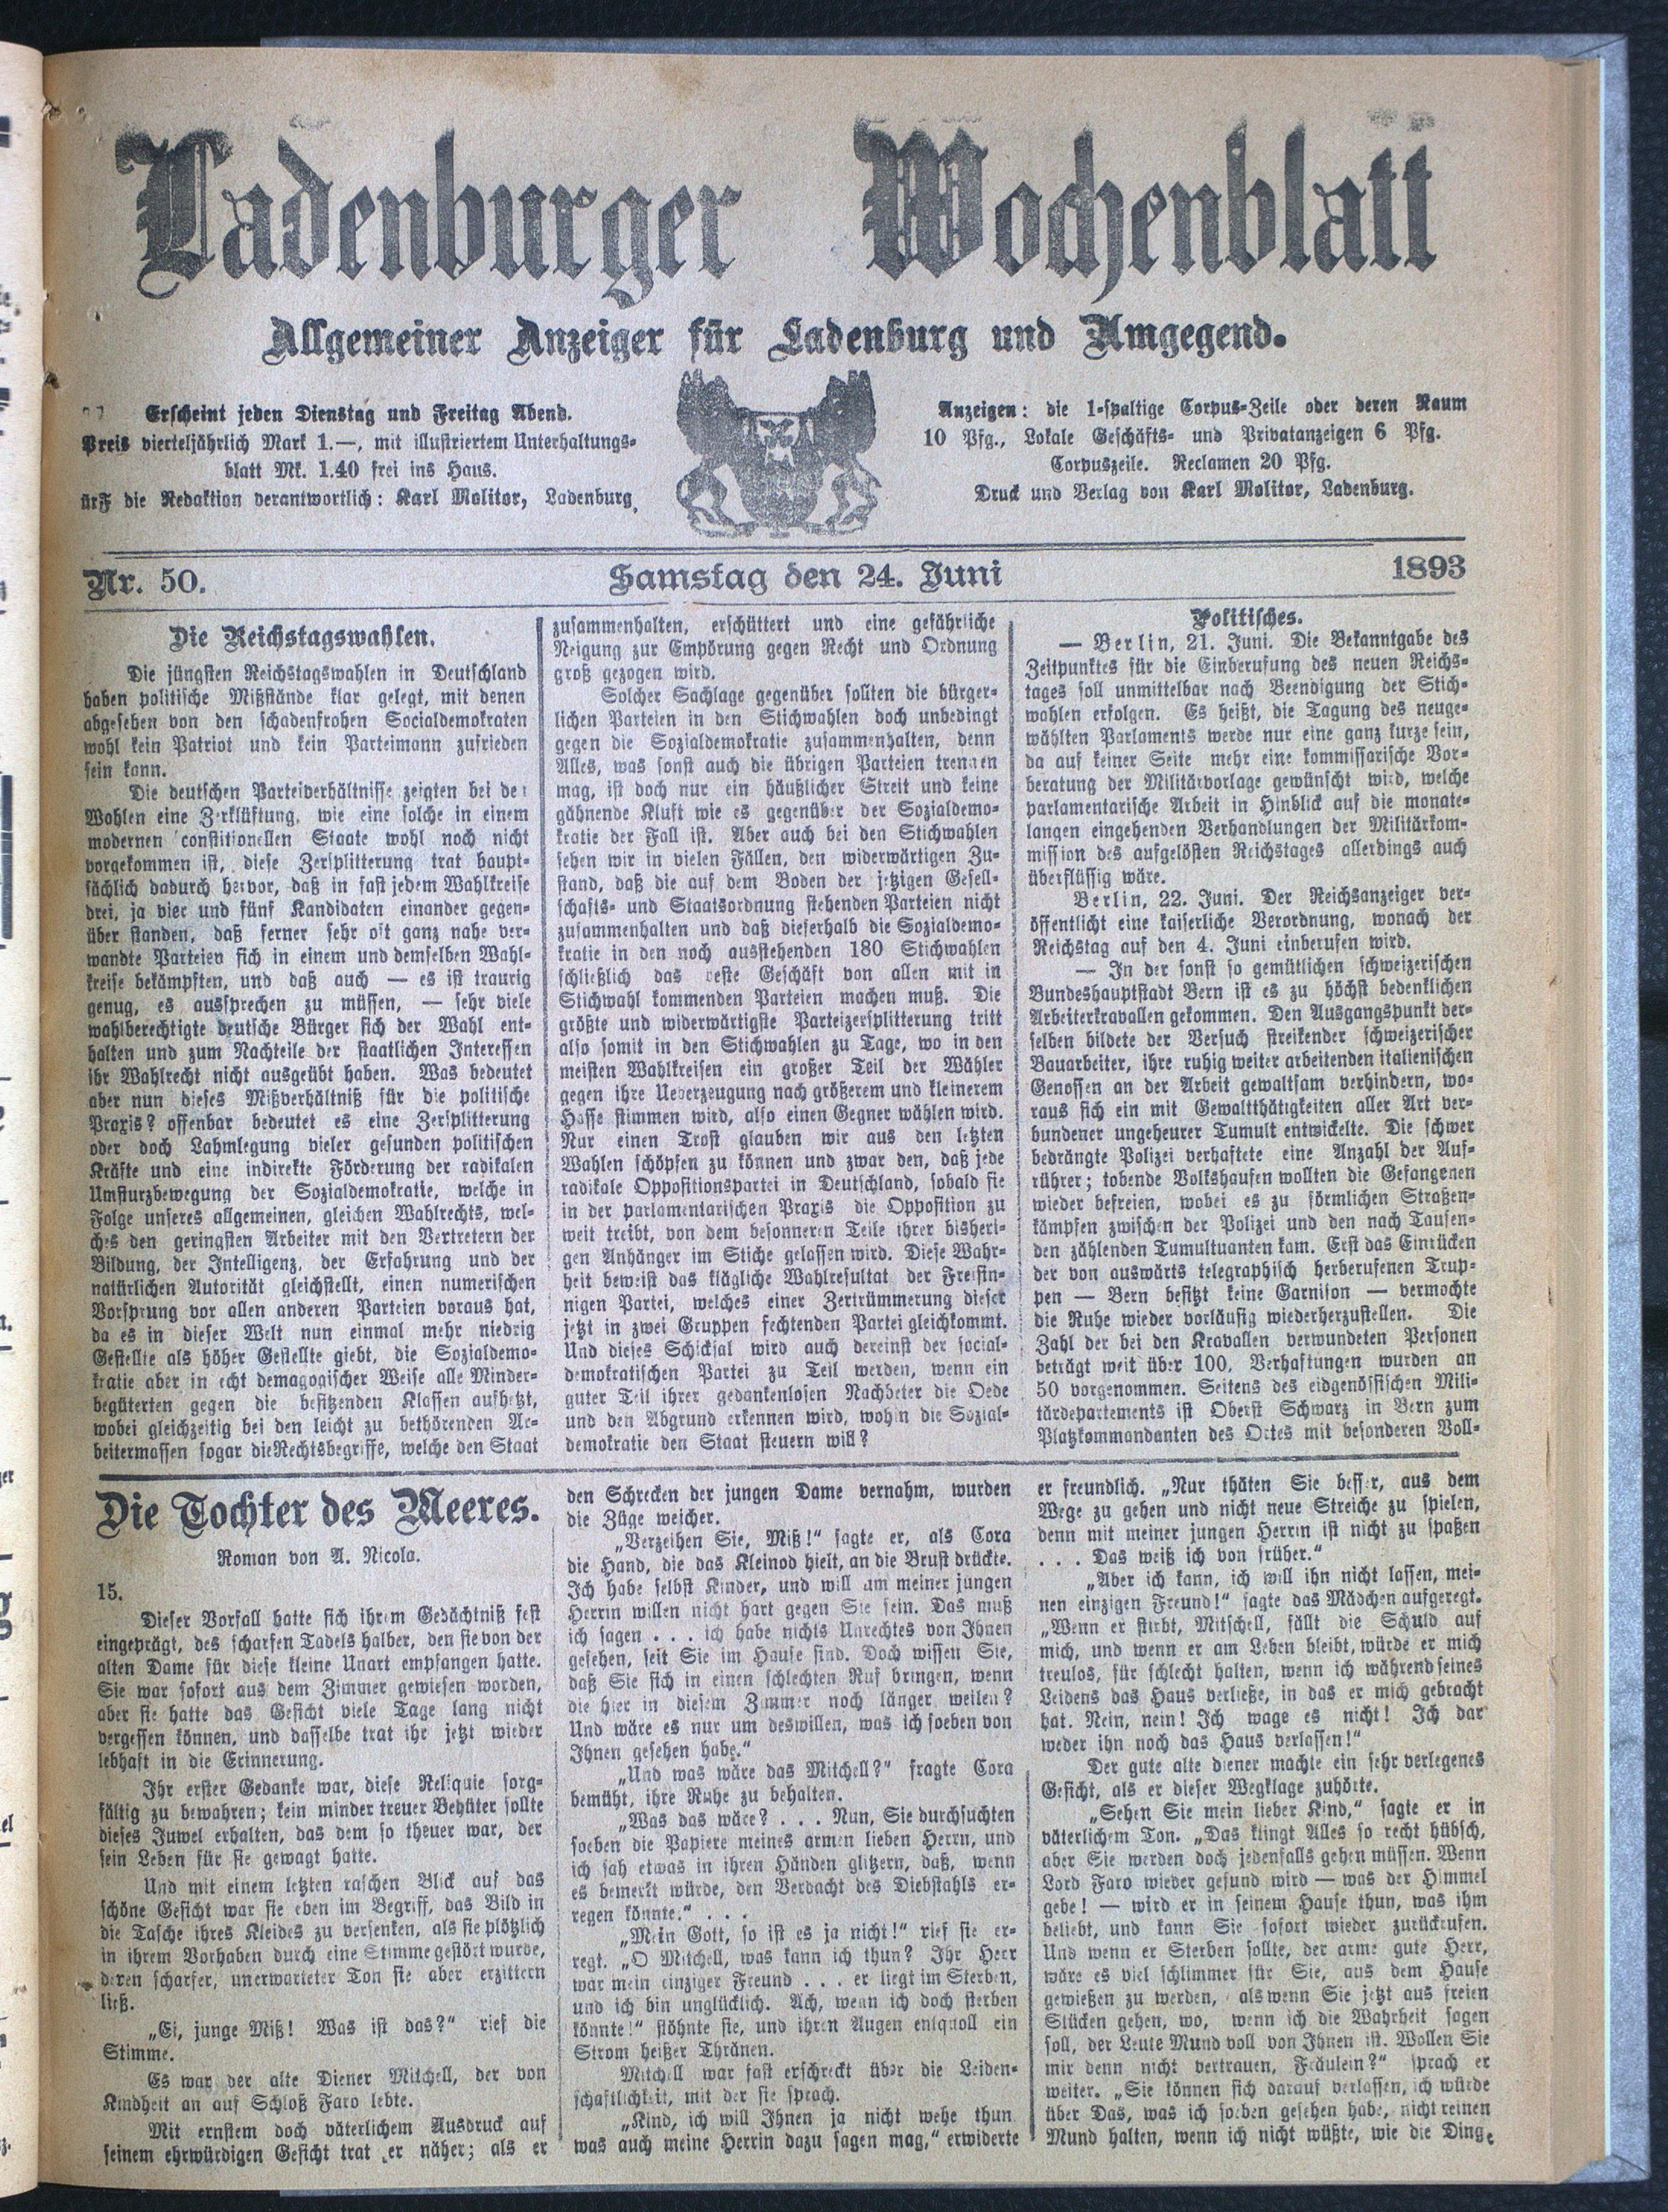 Ladenburger Wochenblatt
Allgemeiner Anzeiger für Ladenburg und Umgegend.
Erscheint jeden Dienstag und Freitag Abend.
Preis vierteljährlich Mark 1.—, mit illustriertem Unterhaltungs-
blatt Mk. 1.40 frei ins Haus.
ürF die Redaktion verantwortlich: Karl Molitor, Ladenburg,
Anzeigen: die 1-spaltige Corpus-Zeile oder deren Raum
10 Pfg., Lokale Geschäfts- und Privatanzeigen 6 Pfg.
Corpuszeile. Reclamen 20 Pfg.
Druck und Verlag von Karl Molitor, Ladenburg.
Nr. 50.
Samstag den 24. Juni
1893
Die Reichstagswahlen.
Die jüngsten Reichstagswahlen in Deutschland
haben politische Mißstände klar gelegt, mit denen
abgesehen von den schadenfrohen Socialdemokraten
wohl kein Patriot und kein Parteimann zufrieden
sein kann.
Die deutschen Parteiverhältnisse zeigten bei der
Wahlen eine Zerklüftung, wie eine solche in einem
modernen constitionellen Staate wohl noch nicht
vorgekommen ist, diese Zersplitterung trat haupt-
sächlich dadurch hervor, daß in fast jedem Wahlkreise
drei, ja vier und fünf Kandidaten einander gegen-
über standen, daß ferner sehr oft ganz nahe ver-
wandte Parteien sich in einem und demselben Wahl-
kreise bekämpften, und daß auch — es ist traurig
genug, es aussprechen zu müssen, — sehr viele
wahlberechtigte deutsche Bürger sich der Wahl ent-
halten und zum Nachteile der staatlichen Interessen
ihr Wahlrecht nicht ausgeübt haben. Was bedeutet
aber nun dieses Mißverhältniß für die politische
Praxis? offenbar bedeutet es eine Zersplitterung
oder doch Lahmlegung vieler gesunden politischen
Kräfte und eine indirekte Förderung der radikalen
Umsturzbewegung der Sozialdemokratie, welche in
Folge unseres allgemeinen, gleichen Wahlrechts, wel-
ches den geringsten Arbeiter mit den Vertretern der
Bildung, der Intelligenz, der Erfahrung und der
natürlichen Autorität gleichstellt, einen numerischen
Vorsprung vor allen anderen Parteien voraus hat,
da es in dieser Welt nun einmal mehr niedrig
Gestellte als höher Gestellte giebt, die Sozialdemo-
kratie aber in echt demagogischer Weise alle Minder-
begüterten gegen die besitzenden Klassen aufhetzt,
wobei gleichzeitig bei den leicht zu bethörenden Ar-
beitermassen sogar die Rechtsbegriffe, welche den Staat
zusammenhalten, erschüttert und eine gefährliche
Neigung zur Empörung gegen Recht und Ordnung
groß gezogen wird.
Solcher Sachlage gegenüber sollten die bürger-
lichen Parteien in den Stichwahlen doch unbedingt
gegen die Sozialdemokratie zusammenhalten, denn
Alles, was sonst auch die übrigen Parteien trennen
mag, ist doch nur ein häußlicher Streit und keine
gähnende Kluft wie es gegenüber der Sozialdemo-
kratie der Fall ist. Aber auch bei den Stichwahlen
sehen wir in vielen Fällen, den widerwärtigen Zu-
stand, daß die auf dem Boden der jetzigen Gesell-
schafts- und Staatsordnung stehenden Parteien nicht
zusammenhalten und daß dieserhalb die Sozialdemo-
kratie in den noch ausstehenden 180 Stichwahlen
schließlich das beste Geschäft von allen mit in
Stichwahl kommenden Parteien machen muß. Die
größte und widerwärtigste Parteizersplitterung tritt
also somit in den Stichwahlen zu Tage, wo in den
meisten Wahlkreisen ein großer Teil der Wähler
gegen ihre Ueberzeugung nach größerem und kleinerem
Hasse stimmen wird, also einen Gegner wählen wird.
Nur einen Trost glauben wir aus den letzten
Wahlen schöpfen zu können und zwar den, daß jede
radikale Oppositionspartei in Deutschland, sobald sie
in der parlamentarischen Praxis die Opposition zu
weit treibt, von dem besonneren Teile ihrer bisheri-
gen Anhänger im Stiche gelassen wird. Diese Wahr-
heit beweist das klägliche Wahlresultat der Freisin-
nigen Partei, welches einer Zertrümmerung dieser
jetzt in zwei Gruppen fechtenden Partei gleichkommt.
Und dieses Schicksal wird auch dereinst der social-
demokratischen Partei zu Teil werden, wenn ein
guter Teil ihrer gedankenlosen Nachbeter die Oede
und den Abgrund erkennen wird, wohin die Sozial-
demokratie den Staat steuern will?
Politisches.
— Berlin, 21. Juni. Die Bekanntgabe des
Zeitpunktes für die Einberufung des neuen Reichs-
tages soll unmittelbar nach Beendigung der Stich-
wahlen erfolgen. Es heißt, die Tagung des neuge-
wählten Parlaments werde nur eine ganz kurze sein,
da auf keiner Seite mehr eine kommissarische Vor-
beratung der Militärvorlage gewünscht wird, welche
parlamentarische Arbeit in Hinblick auf die monate-
langen eingehenden Verhandlungen der Militärkom-
mission des aufgelösten Reichstages allerdings auch
überflüssig wäre.
Berlin, 22. Juni. Der Reichsanzeiger ver-
öffentlicht eine kaiserliche Verordnung, wonach der
Reichstag auf den 4. Juni einberufen wird.
— In der sonst so gemütlichen schweizerischen
Bundeshauptstadt Bern ist es zu höchst bedenklichen
Arbeiterkravallen gekommen. Den Ausgangspunkt der-
selben bildete der Versuch streikender schweizerischer
Bauarbeiter, ihre ruhig weiter arbeitenden italienischen
Genossen an der Arbeit gewaltsam verhindern, wo-
raus sich ein mit Gewaltthätigkeiten aller Art ver-
bundener ungeheurer Tumult entwickelte. Die schwer
bedrängte Polizei verhaftete eine Anzahl der Auf-
rührer; tobende Volkshaufen wollten die Gefangenen
wieder befreien, wobei es zu förmlichen Straßen-
kämpfen zwischen der Polizei und den nach Tausen-
den zählenden Tumultuanten kam. Erst das Einrücken
der von auswärts telegraphisch herberufenen Trup-
pen — Bern besitzt keine Garnison — vermochte
die Ruhe wieder vorläufig wiederherzustellen. Die
Zahl der bei den Kravallen verwundeten Personen
beträgt weit über 100, Verhaftungen wurden an
50 vorgenommen. Seitens des eidgenössischen Mili-
tärdepartements ist Oberst Schwarz in Bern zum
Platzkommandanten des Ortes mit besonderen Voll-
Die Tochter des Meeres.
Roman von A. Nicola.
15.
Dieser Vorfall hatte sich ihrem Gedächtniß fest
eingeprägt, des scharfen Tadels halber, den sie von der
alten Dame für diese kleine Unart empfangen hatte.
Sie war sofort aus dem Zimmer gewiesen worden,
aber sie hatte das Gesicht viele Tage lang nicht
vergessen können, und dasselbe trat ihr jetzt wieder
lebhaft in die Erinnerung.
Ihr erster Gedanke war, diese Reliquie sorg-
fältig zu bewahren; kein minder treuer Behüter sollte
dieses Juwel erhalten, das dem so theuer war, der
sein Leben für sie gewagt hatte.
Und mit einem letzten raschen Blick auf das
schöne Gesicht war sie eben im Begriff, das Bild in
die Tasche ihres Kleides zu versenken, als sie plötzlich
in ihrem Vorhaben durch eine Stimme gestört wurde,
deren scharfer, unerwarteter Ton sie aber erzittern
ließ.
„Ei, junge Miß! Was ist das?“ rief die
Stimme.
Es war der alte Diener Mitchell, der von
Kindheit an auf Schloß Faro lebte.
Mit ernstem doch väterlichem Ausdruck auf
seinem ehrwürdigen Gesicht trat er näher; als er
den Schrecken der jungen Dame vernahm, wurden
die Züge weicher.
„Verzeihen Sie, Miß!“ sagte er, als Cora
die Hand, die das Kleinod hielt, an die Brust drückte.
Ich habe selbst Kinder, und will um meiner jungen
Herrin willen nicht hart gegen Sie sein. Das muß
ich sagen . . . ich habe nichts Unrechtes von Ihnen
gesehen, seit Sie im Hause sind. Doch wissen Sie,
daß Sie sich in einen schlechten Ruf bringen, wenn
die hier in diesem Zimmer noch länger weilen?
Und wäre es nur um deswillen, was ich soeben von
Ihnen gesehen habe.“
„Und was wäre das Mitchell?“ fragte Cora
bemüht, ihre Ruhe zu behalten.
„Was das wäre? . . . Nun, Sie durchsuchten
soeben die Papiere meines armen lieben Herrn, und
ich sah etwas in ihren Händen glitzern, daß, wenn
es bemerkt würde, den Verdacht des Diebstahls er-
regen könnte.“ . . .
„Mein Gott, so ist es ja nicht!“ rief sie er-
regt. „O Mitchell, was kann ich thun? Ihr Herr
war mein einziger Freund . . . er liegt im Sterben,
und ich bin unglücklich. Ach, wenn ich doch sterben
könnte!“ stöhnte sie, und ihren Augen entquoll ein
Strom heißer Thränen.
Mitchell war fast erschreckt über die Leiden-
schaftlichkeit, mit der sie sprach.
„Kind, ich will Ihnen ja nicht wehe thun
was auch meine Herrin dazu sagen mag,“ erwiderte
er freundlich. „Nur thäten Sie besser, aus dem
Wege zu gehen und nicht neue Streiche zu spielen,
denn mit meiner jungen Herrin ist nicht zu spaßen
. . . Das weiß ich von früher.“
„Aber ich kann, ich will ihn nicht lassen, mei-
nen einzigen Freund!“ sagte das Mädchen aufgeregt.
„Wenn er stirbt, Mitschell, fällt die Schuld auf
mich, und wenn er am Leben bleibt, würde er mich
treulos, für schlecht halten, wenn ich während seines
Leidens das Haus verließe, in das er mich gebracht
hat. Nein, nein! Ich wage es nicht! Ich dar
weder ihn noch das Haus verlassen!“
Der gute alte diener machte ein sehr verlegenes
Gesicht, als er dieser Wegklage zuhörte.
„Sehen Sie mein lieber Kind,“ sagte er in
väterlichem Ton. „Das klingt Alles so recht hübsch,
aber Sie werden doch jedenfalls gehen müssen. Wenn
Lord Faro wieder gesund wird — was der Himmel
gebe! — wird er in seinem Hause thun, was ihm
beliebt, und kann Sie sofort wieder zurückrufen.
Und wenn er Sterben sollte, der arme gute Herr,
wäre es viel schlimmer für Sie, aus dem Hause
gewießen zu werden, als wenn Sie jetzt aus freien
Stücken gehen, wo, wenn ich die Wahrheit sagen
soll, der Leute Mund voll von Ihnen ist. Wollen Sie
mir denn nicht vertrauen, Fräulein?“ sprach er
weiter. „Sie können sich darauf verlassen, ich würde
über Das, was ich soeben gesehen habe, nicht reinen
Mund halten, wenn ich nicht wüßte, wie die Dinge